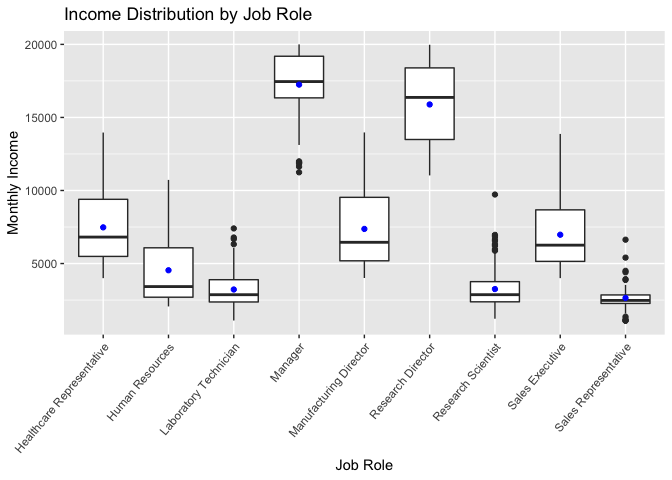 Income Distribution by Job Role
Monthly Income
20000
15000
10000
5000
Healthcare Representative
Human Resources
Laboratory Technician
Manager
Manufacturing Director
Research Director
Research Scientist
Sales Executive
Sales Representative
Job Role